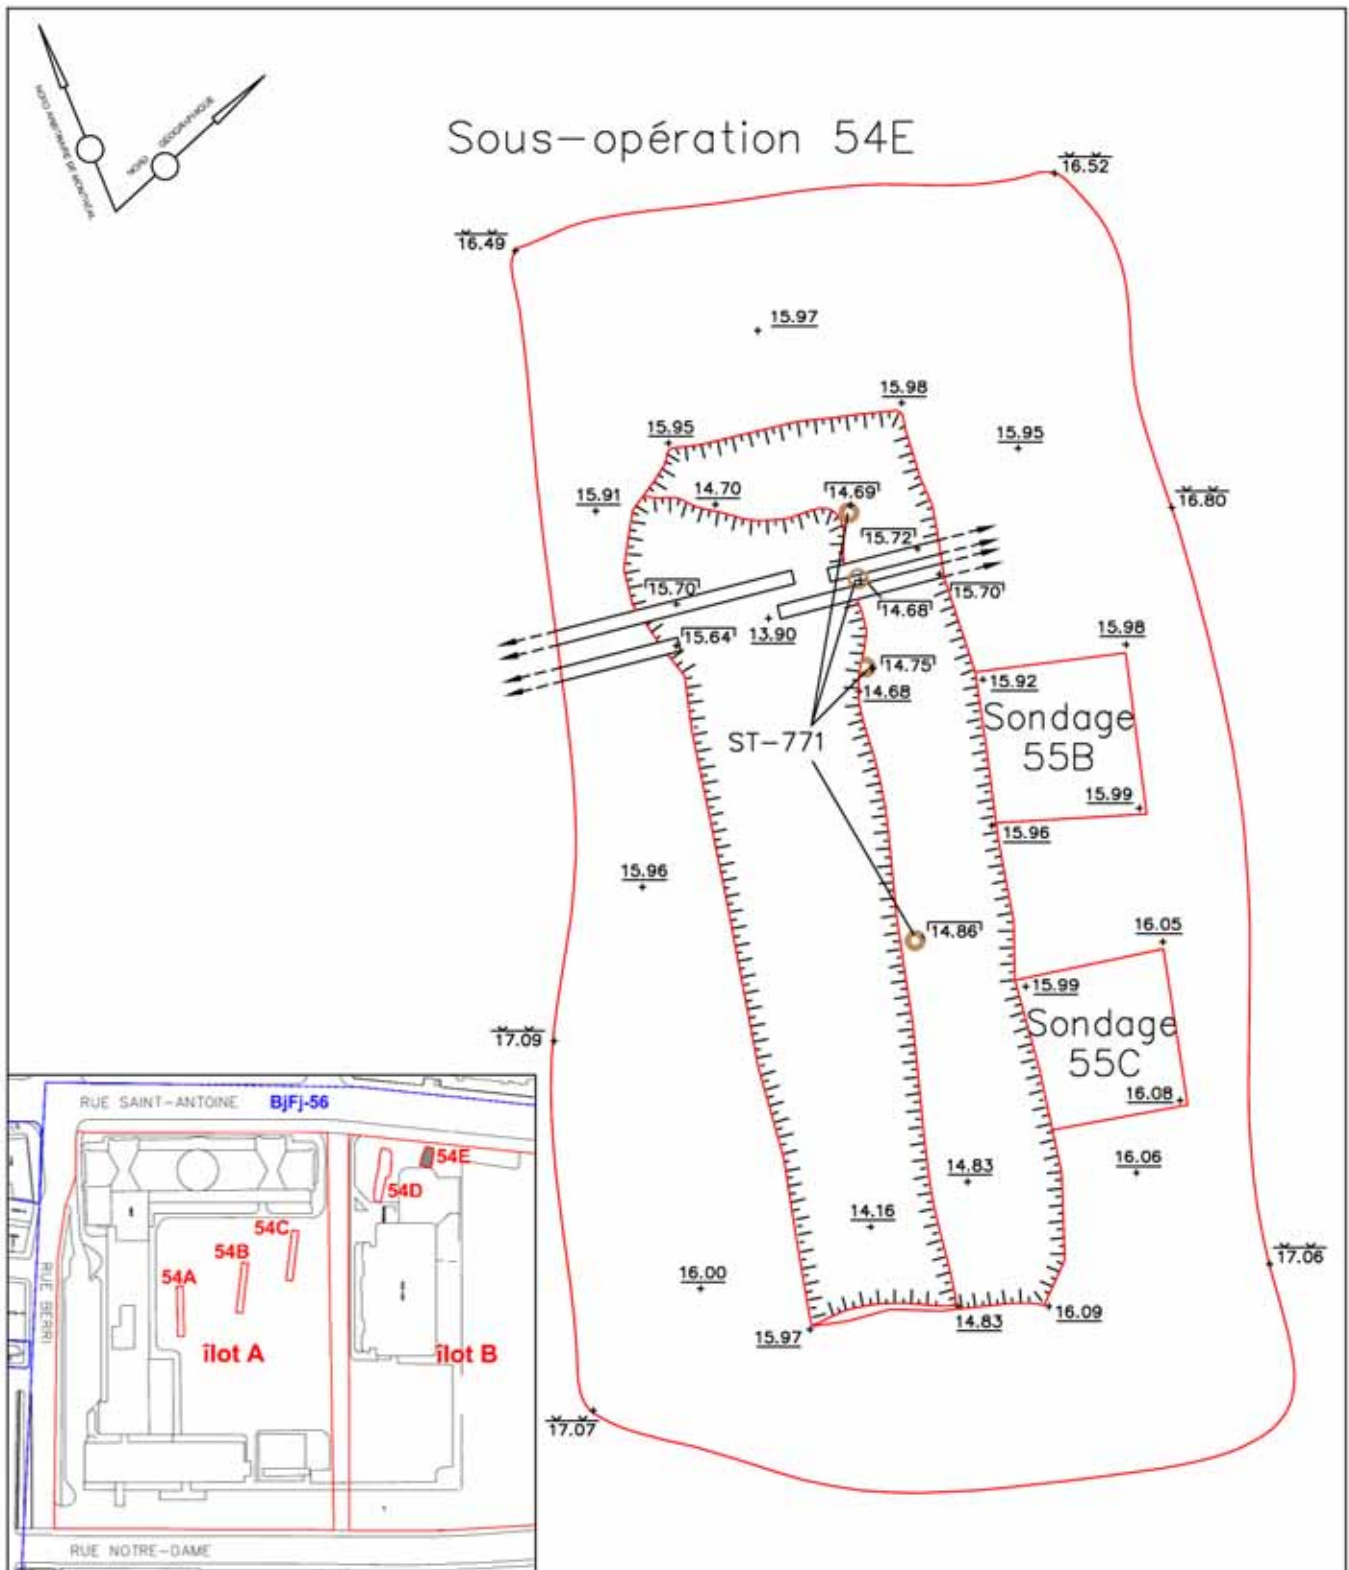 NORD ARBITRAIRE DE MONTRÉAL
NORD GÉOGRAPHIQUE
Sous-opération 54E
16.52
16.49
15.97
15.98
15.95
15.95
15.91
14.70
14.69
16.80
15.72
15.70
15.70
14.68
13.90
15.64
15.98
14.75
15.92
14.68
Sondage
55B
ST-771
15.99
15.96
15.96
14.86
16.05
15.99
Sondage
55C
17.09
16.08
16.06
14.83
14.16
17.06
16.00
14.83
16.09
15.97
17.07
RUE SAINT-ANTOINE
BjFj-56
54E
54D
54C
54B
54A
RUE BERRI
îlot A
îlot B
RUE NOTRE-DAME